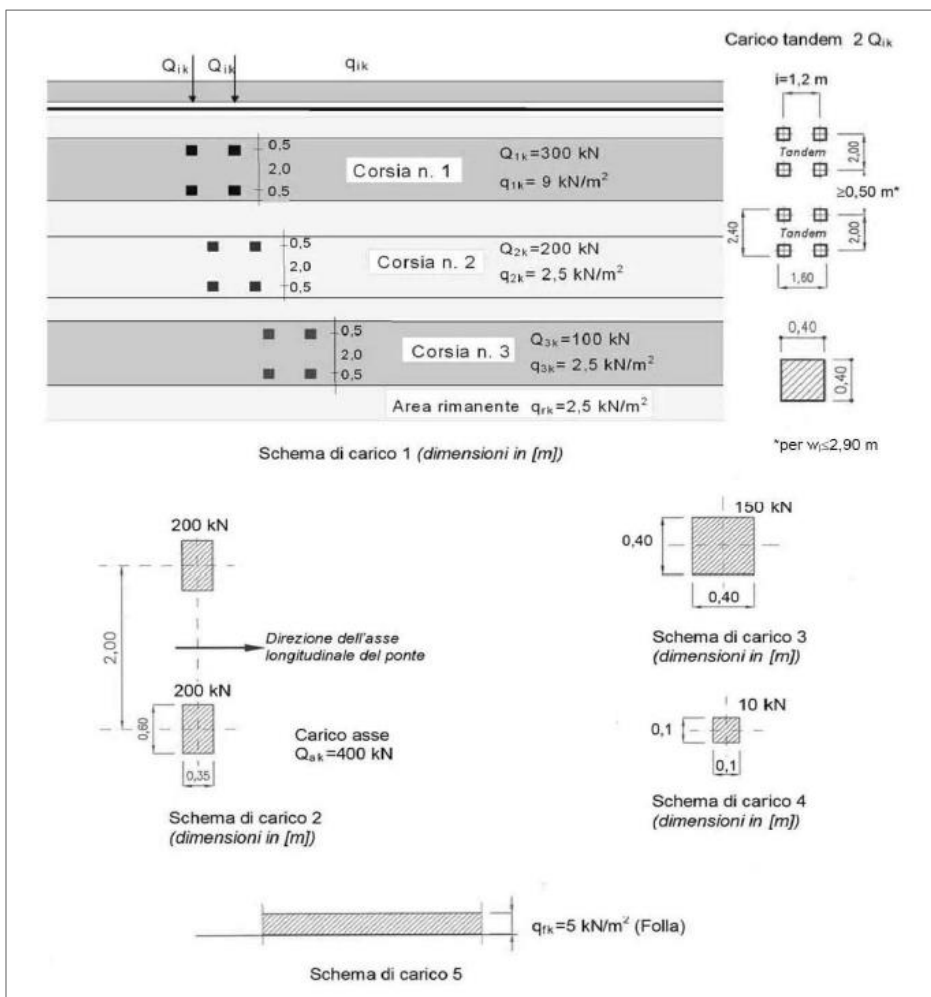 Carico tandem 2 Qik
Qik Qik qik
i=1,2 m
0,5
2,0
0,5
Corsia n. 1
Q1k=300 kN
q1k= 9 kN/m²
Tandem
2,00
≥0,50 m*
0,5
2,0
0,5
Corsia n. 2
Q2k=200 kN
q2k= 2,5 kN/m²
2,40
Tandem
2,00
1,60
0,5
2,0
0,5
Corsia n. 3
Q3k=100 kN
q3k= 2,5 kN/m²
0,40
0,40
Area rimanente qrk=2,5 kN/m²
Schema di carico 1 (dimensioni in [m])
*per wl≤2,90 m
200 kN
2,00
Direzione dell'asse
longitudinale del ponte
200 kN
0,60
0,35
Carico asse
Qak=400 kN
Schema di carico 2
(dimensioni in [m])
150 kN
0,40
0,40
Schema di carico 3
(dimensioni in [m])
10 kN
0,1
0,1
Schema di carico 4
(dimensioni in [m])
qfk=5 kN/m² (Folla)
Schema di carico 5